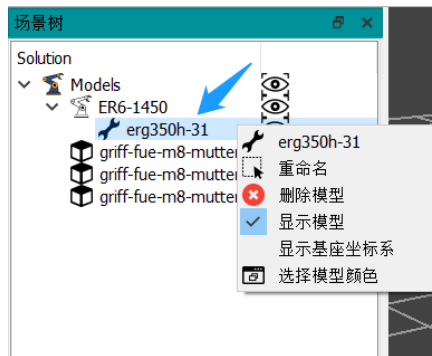 场景树
Solution
Models
ER6-1450
erg350h-31
griff-fue-m8-mutter
griff-fue-m8-mutter
griff-fue-m8-mutter
erg350h-31
重命名
删除模型
显示模型
显示基座坐标系
选择模型颜色